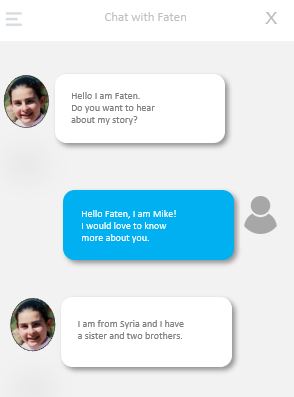 Chat with Faten
X
Hello I am Faten.
Do you want to hear
about my story?
Hello Faten, I am Mike!
I would love to know
more about you.
I am from Syria and I have
a sister and two brothers.